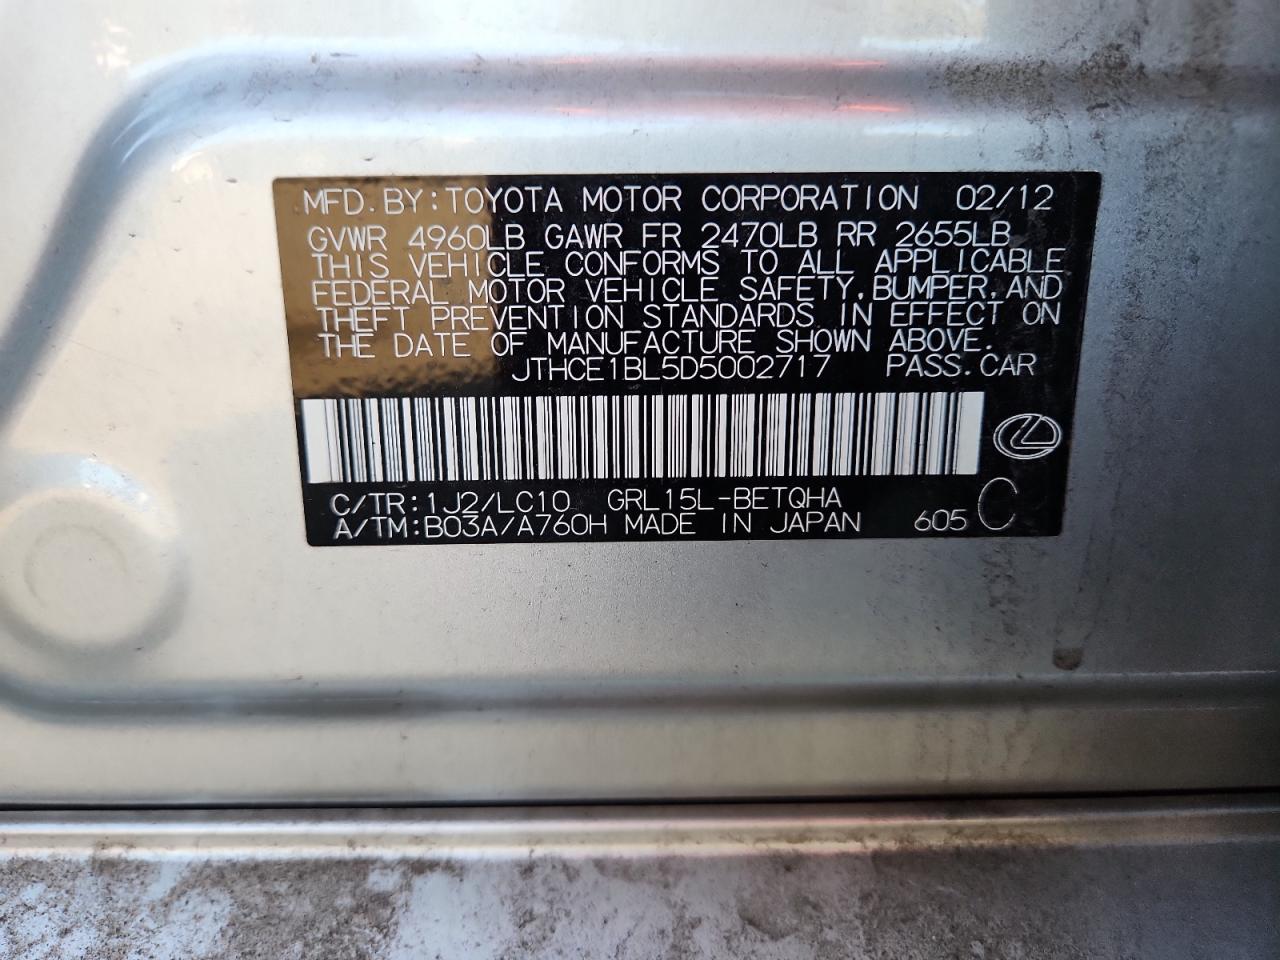 MFD. BY: TOYOTA MOTOR CORPORATION 02/12
GVWR 4960LB GAWR FR 2470LB RR 2655LB
THIS VEHICLE CONFORMS TO ALL APPLICABLE
FEDERAL MOTOR VEHICLE SAFETY, BUMPER, AND
THEFT PREVENTION STANDARDS IN EFFECT ON
THE DATE OF MANUFACTURE SHOWN ABOVE.
JTHCE1BL5D5002717 PASS. CAR
C/TR: 1J2/LC10 GRL15L-BETQHA
A/TM: B03A/A760H MADE IN JAPAN 605 C